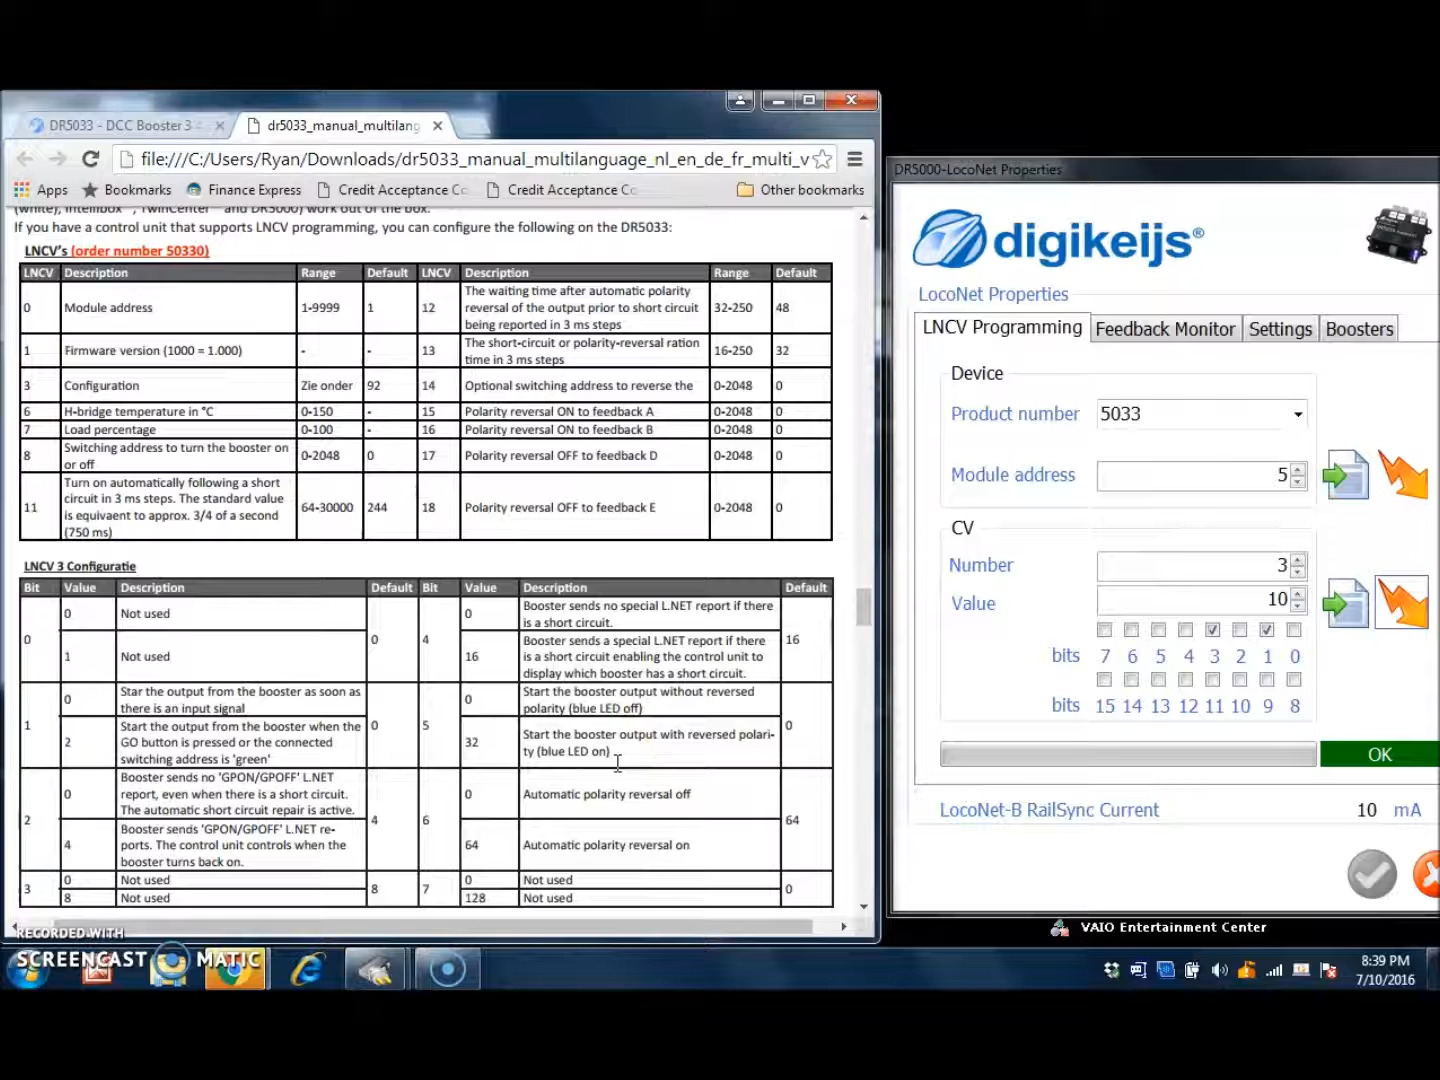 DR5033 - DCC Booster 3
dr5033_manual_multilang
file:///C:/Users/Ryan/Downloads/dr5033_manual_multilanguage_nl_en_de_fr_multi_v
Apps
Bookmarks
Finance Express
Credit Acceptance Co
Credit Acceptance Co
Other bookmarks
(white), Intellibox , TwinCenter and DR5000) work out of the box.
If you have a control unit that supports LNCV programming, you can configure the following on the DR5033:
LNCV's (order number 50330)
LNCV Description Range Default LNCV Description Range Default
0 Module address 1-9999 1 12 The waiting time after automatic polarity
reversal of the output prior to short circuit
being reported in 3 ms steps 32-250 48
1 Firmware version (1000 = 1.000) - - 13 The short-circuit or polarity-reversal ration
time in 3 ms steps 16-250 32
3 Configuration Zie onder 92 14 Optional switching address to reverse the 0-2048 0
6 H-bridge temperature in °C 0-150 - 15 Polarity reversal ON to feedback A 0-2048 0
7 Load percentage 0-100 - 16 Polarity reversal ON to feedback B 0-2048 0
8 Switching address to turn the booster on
or off 0-2048 0 17 Polarity reversal OFF to feedback D 0-2048 0
11 Turn on automatically following a short
circuit in 3 ms steps. The standard value
is equivaent to approx. 3/4 of a second
(750 ms) 64-30000 244 18 Polarity reversal OFF to feedback E 0-2048 0
LNCV 3 Configuratie
Bit Value Description Default Bit Value Description Default
0 0 Not used 0 4 0 Booster sends no special L.NET report if there
is a short circuit. 16
1 Not used 16 Booster sends a special L.NET report if there
is a short circuit enabling the control unit to
display which booster has a short circuit.
1 0 Star the output from the booster as soon as
there is an input signal 0 5 0 Start the booster output without reversed
polarity (blue LED off) 0
2 Start the output from the booster when the
GO button is pressed or the connected
switching address is 'green' 32 Start the booster output with reversed polari-
ty (blue LED on)
2 0 Booster sends no 'GPON/GPOFF' L.NET
report, even when there is a short circuit.
The automatic short circuit repair is active. 4 6 0 Automatic polarity reversal off 64
4 Booster sends 'GPON/GPOFF' L.NET re-
ports. The control unit controls when the
booster turns back on. 64 Automatic polarity reversal on
3 0 Not used 8 7 0 Not used 0
8 Not used 128 Not used
DR5000-LocoNet Properties
digikeijs®
LocoNet Properties
LNCV Programming Feedback Monitor Settings Boosters
Device
Product number 5033
Module address 5
CV
Number 3
Value 10
bits 7 6 5 4 3 2 1 0
bits 15 14 13 12 11 10 9 8
OK
LocoNet-B RailSync Current 10 mA
VAIO Entertainment Center
RECORDED WITH
SCREENCAST MATIC
8:39 PM
7/10/2016